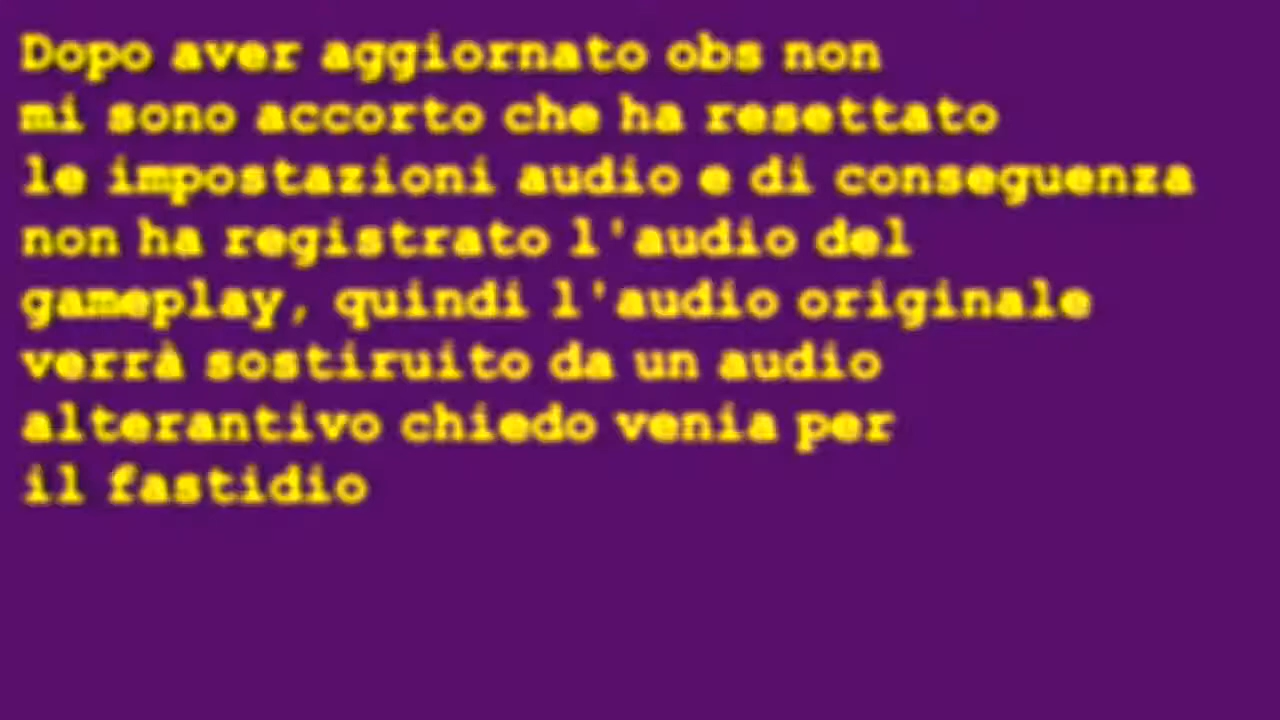 Dopo aver aggiornato obs non
mi sono accorto che ha resettato
le impostazioni audio e di conseguenza
non ha registrato l'audio del
gameplay, quindi l'audio originale
verrà sostiruito da un audio
alterantivo chiedo venia per
il fastidio